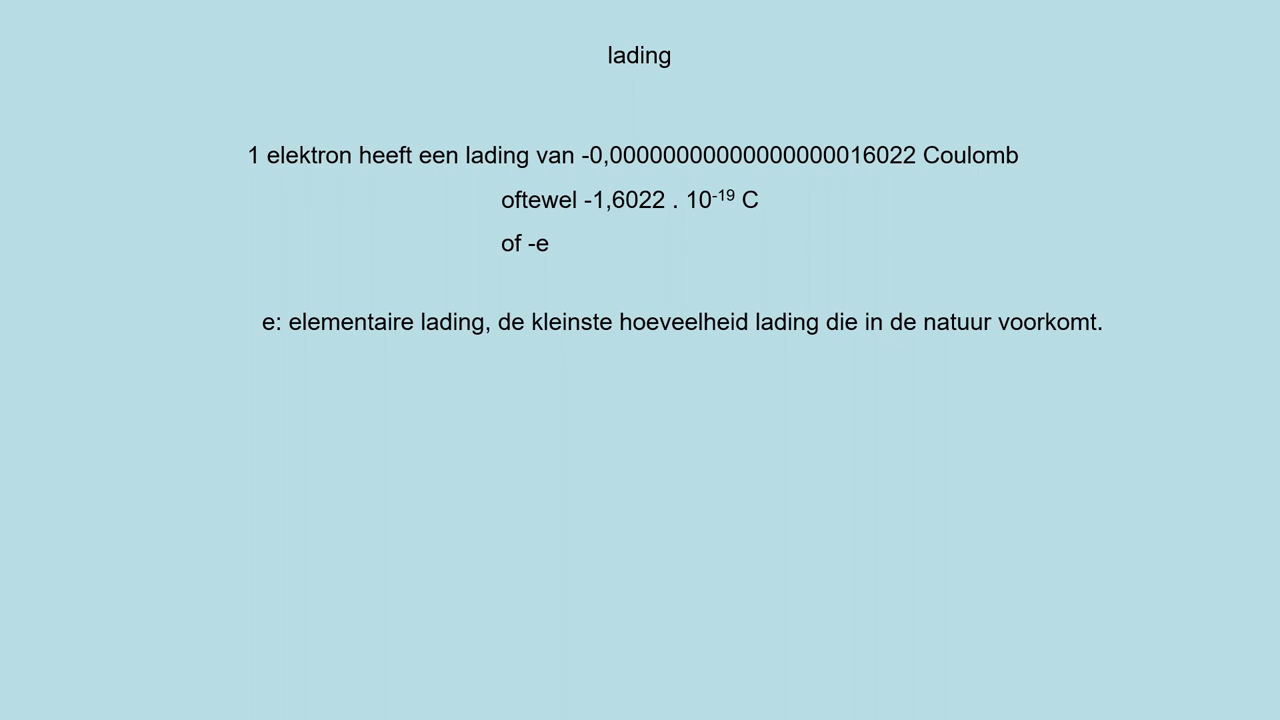 lading
1 elektron heeft een lading van -0,00000000000000000016022 Coulomb
oftewel -1,6022 . 10⁻¹⁹ C
of -e
e: elementaire lading, de kleinste hoeveelheid lading die in de natuur voorkomt.